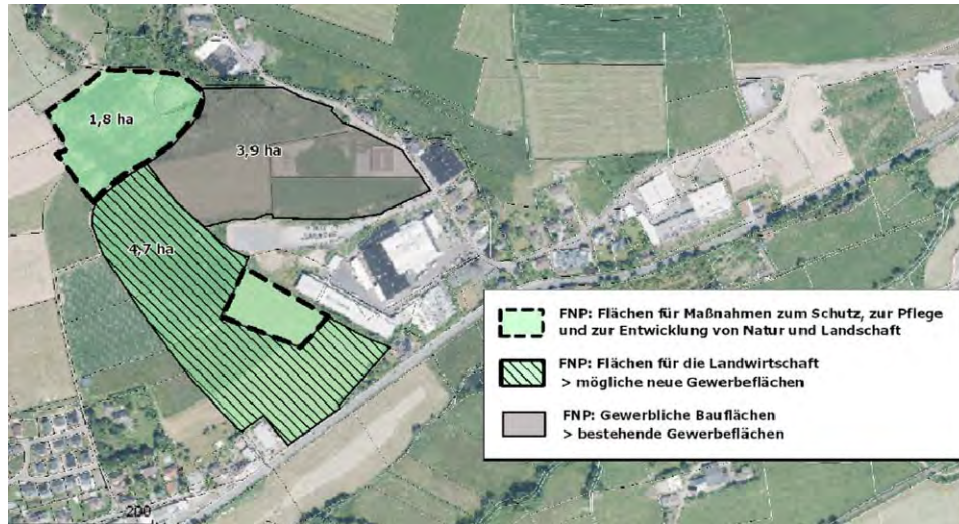 1,8 ha
3,9 ha
4,7 ha
FNP: Flächen für Maßnahmen zum Schutz, zur Pflege
und zur Entwicklung von Natur und Landschaft
FNP: Flächen für die Landwirtschaft
> mögliche neue Gewerbeflächen
FNP: Gewerbliche Bauflächen
> bestehende Gewerbeflächen
200